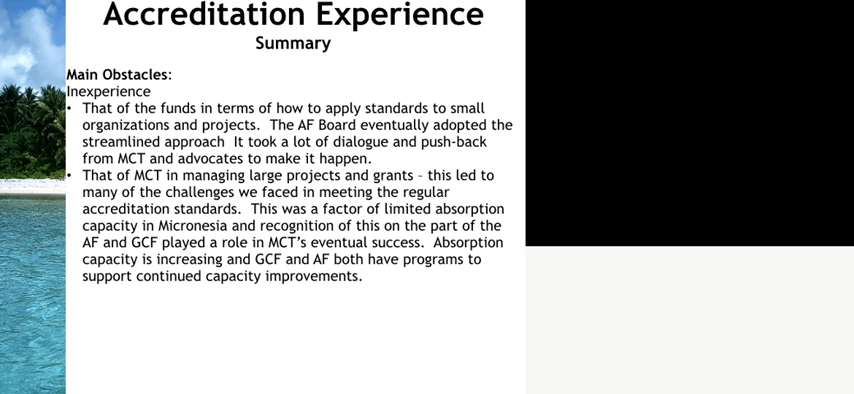 Accreditation Experience
Summary
Main Obstacles:
Inexperience
• That of the funds in terms of how to apply standards to small
organizations and projects.  The AF Board eventually adopted the
streamlined approach  It took a lot of dialogue and push-back
from MCT and advocates to make it happen.
• That of MCT in managing large projects and grants – this led to
many of the challenges we faced in meeting the regular
accreditation standards.  This was a factor of limited absorption
capacity in Micronesia and recognition of this on the part of the
AF and GCF played a role in MCT’s eventual success.  Absorption
capacity is increasing and GCF and AF both have programs to
support continued capacity improvements.